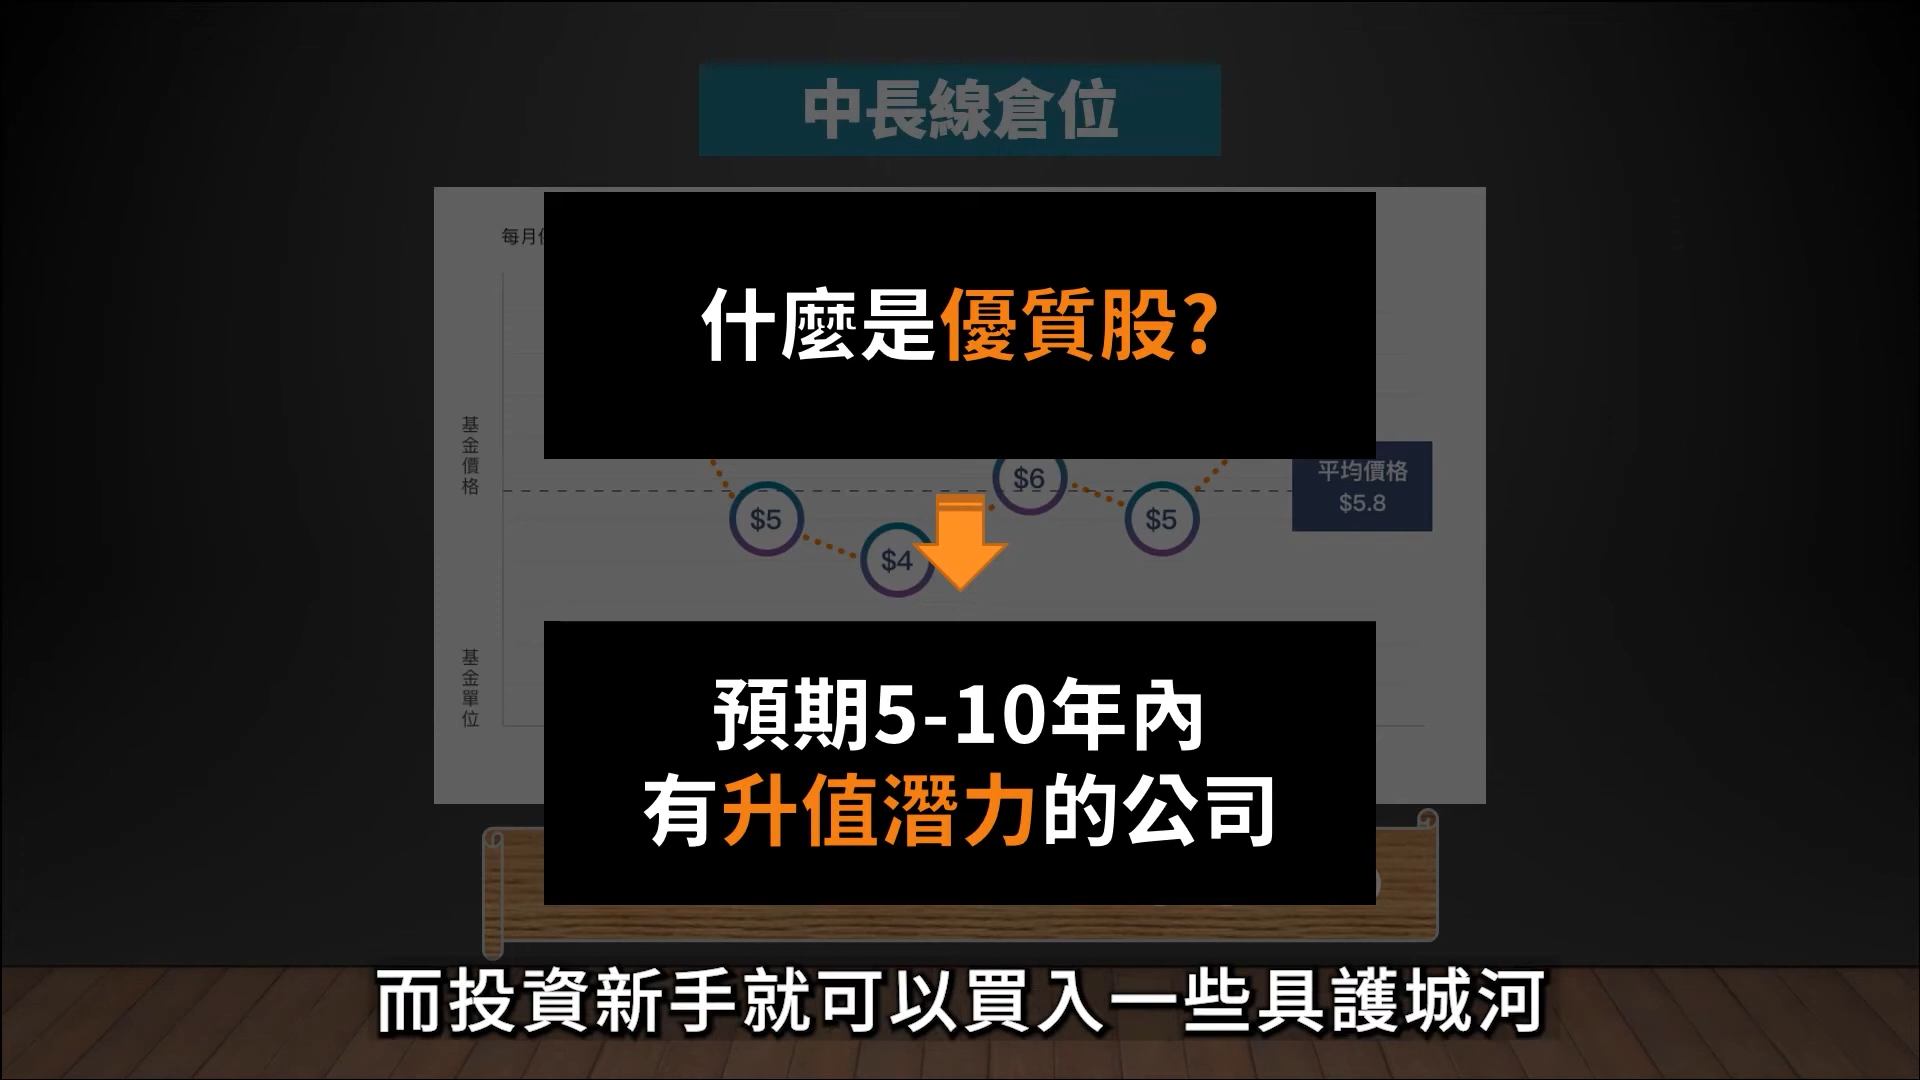 中長線倉位
每月
什麼是優質股?
基金價格
$6
平均價格
$5.8
$5
$4
$5
基金單位
預期5-10年內
有升值潛力的公司
而投資新手就可以買入一些具護城河